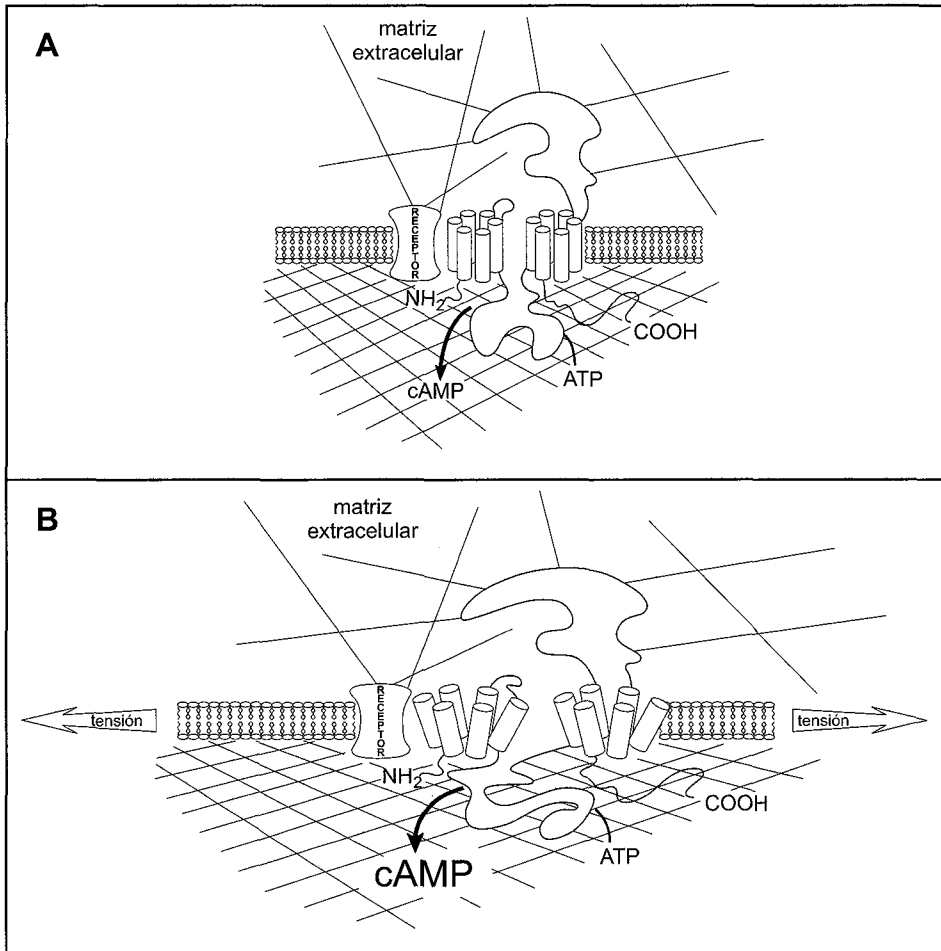 A
matriz
extracelular
RECEPTOR
NH2
COOH
ATP
cAMP
B
matriz
extracelular
RECEPTOR
tensión
tensión
NH2
COOH
ATP
cAMP